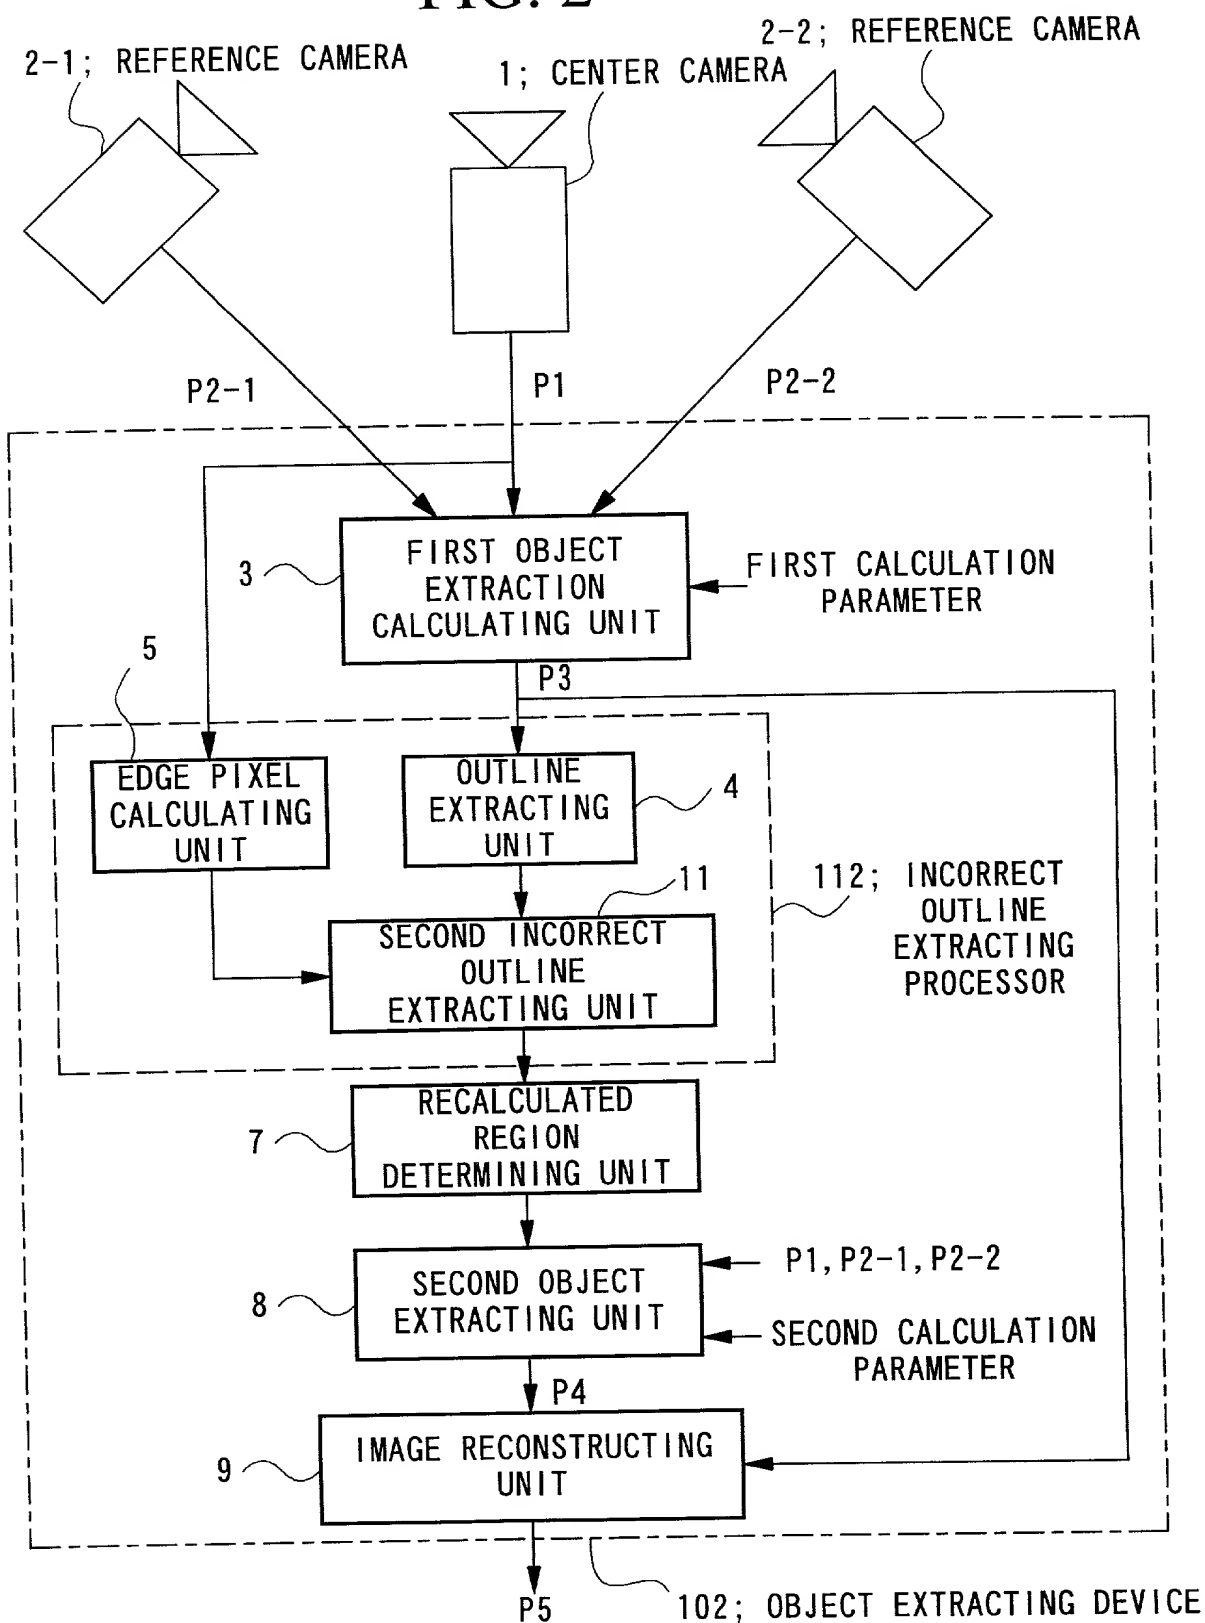 FIG. 2
2-1; REFERENCE CAMERA
1; CENTER CAMERA
2-2; REFERENCE CAMERA
P2-1
P1
P2-2
3
FIRST OBJECT
EXTRACTION
CALCULATING UNIT
FIRST CALCULATION
PARAMETER
P3
5
EDGE PIXEL
CALCULATING
UNIT
OUTLINE
EXTRACTING
UNIT
4
11
SECOND INCORRECT
OUTLINE
EXTRACTING UNIT
112; INCORRECT
OUTLINE
EXTRACTING
PROCESSOR
7
RECALCULATED
REGION
DETERMINING UNIT
8
SECOND OBJECT
EXTRACTING UNIT
P1, P2-1, P2-2
SECOND CALCULATION
PARAMETER
P4
9
IMAGE RECONSTRUCTING
UNIT
P5
102; OBJECT EXTRACTING DEVICE